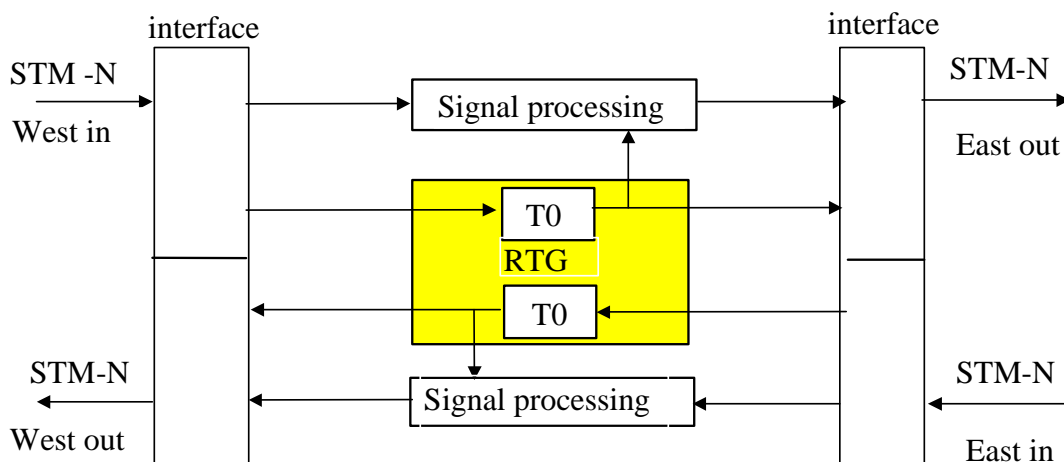 interface
interface
STM -N
STM-N
Signal processing
West in
East out
T0
RTG
T0
STM-N
STM-N
Signal processing
West out
East in